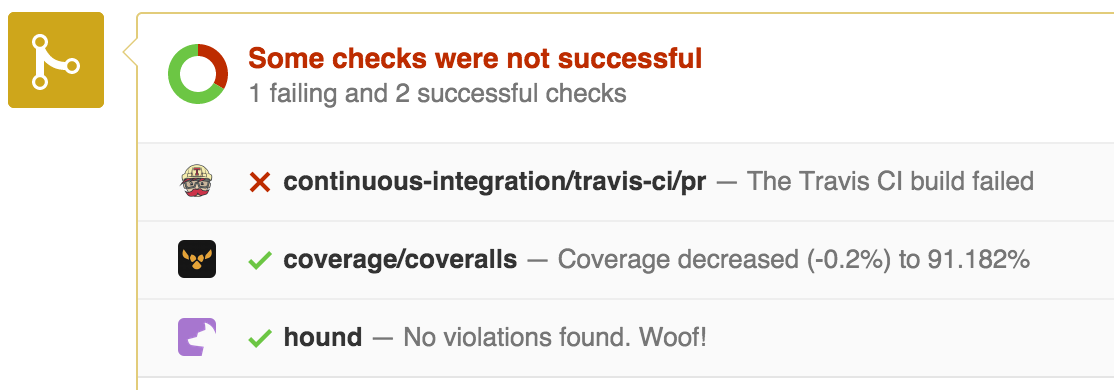 Some checks were not successful
1 failing and 2 successful checks
continuous-integration/travis-ci/pr — The Travis CI build failed
coverage/coveralls — Coverage decreased (-0.2%) to 91.182%
hound — No violations found. Woof!